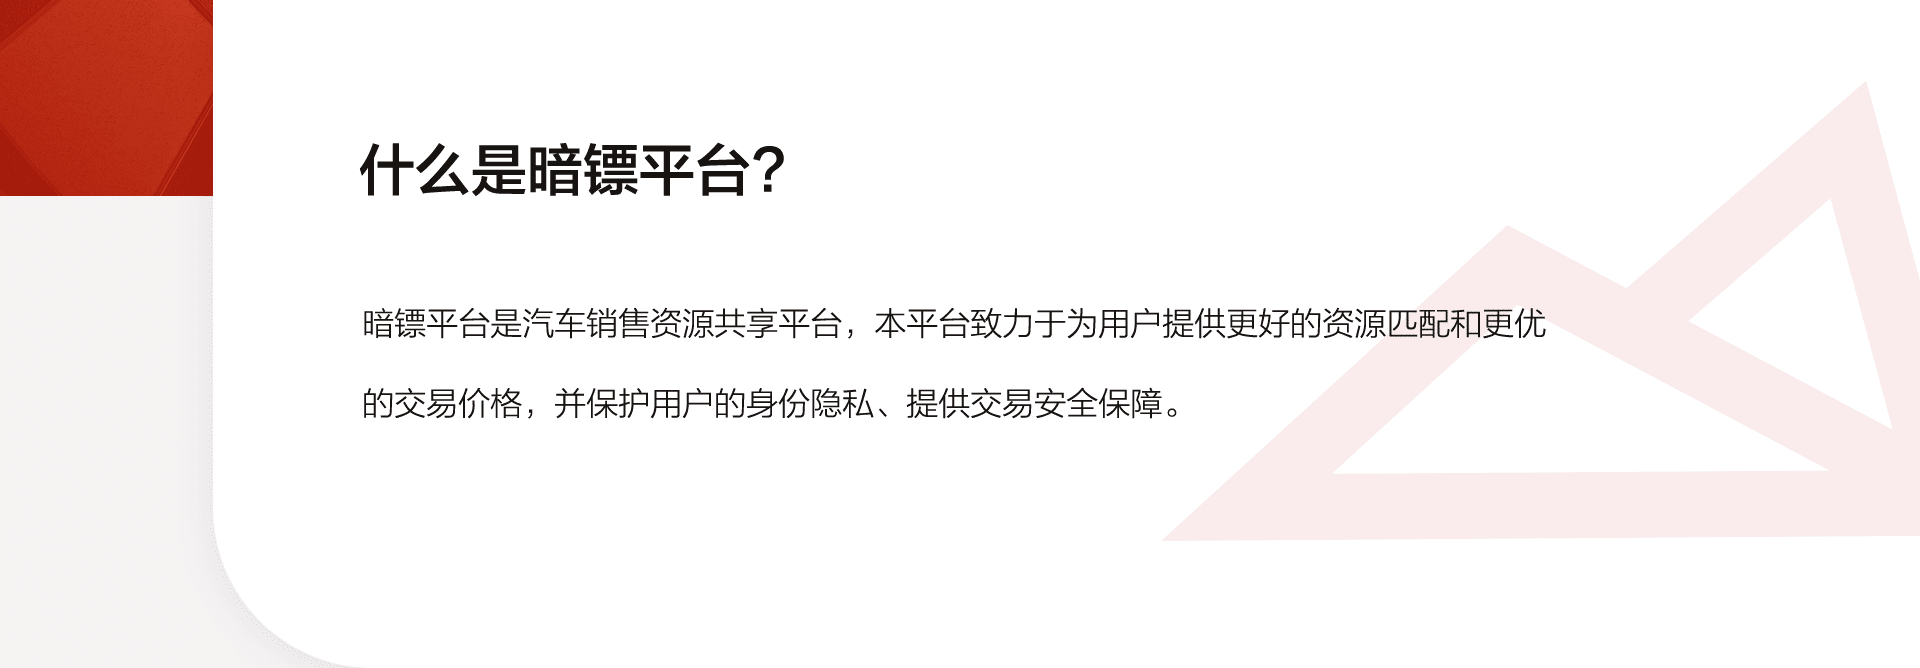 什么是暗镖平台?
暗镖平台是汽车销售资源共享平台，本平台致力于为用户提供更好的资源匹配和更优
的交易价格，并保护用户的身份隐私、提供交易安全保障。